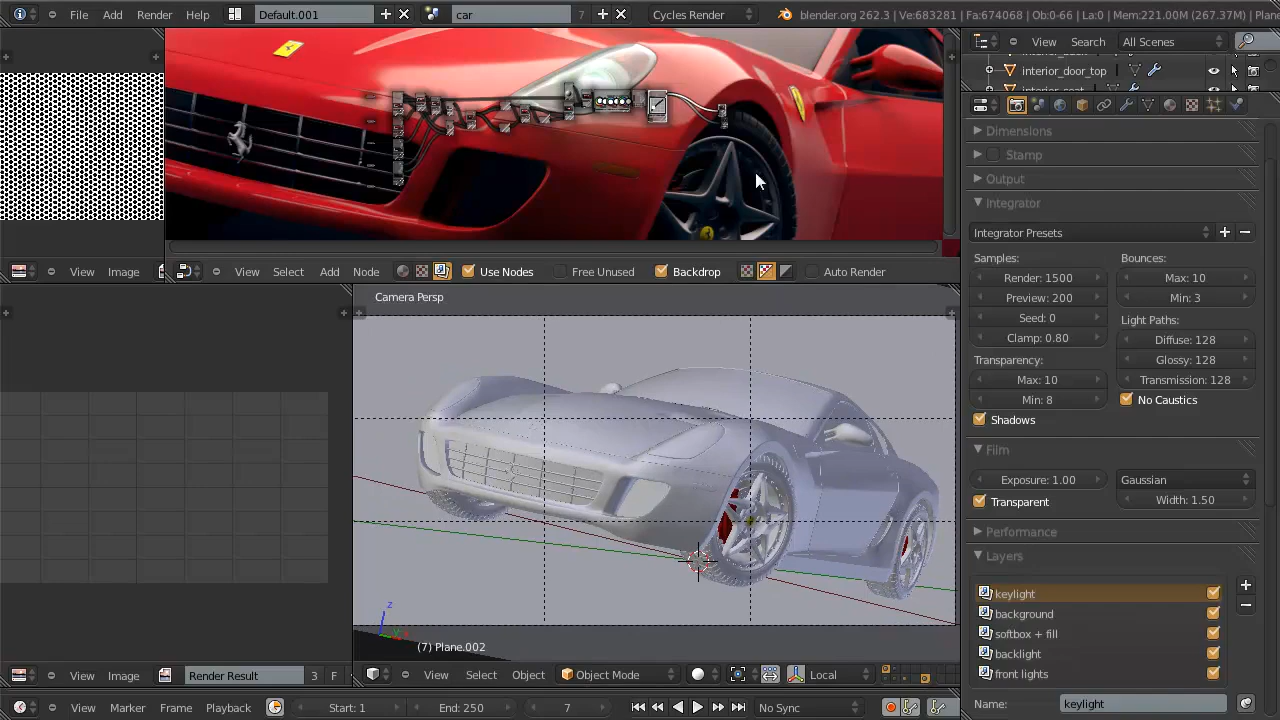 File Add Render Help Default.001 car 7 Cycles Render blender.org 262.3 | Ve:683281 | Fa:674068 | Ob:0-66 | La:0 | Mem:221.00M (267.37M) | Plane
View Search All Scenes
interior_door_top
Dimensions
Stamp
Output
Integrator
Integrator Presets
Samples:
Bounces:
Render: 1500
Max: 10
Preview: 200
Min: 3
Seed: 0
Light Paths:
Clamp: 0.80
Diffuse: 128
Transparency:
Glossy: 128
Max: 10
Transmission: 128
Min: 8
No Caustics
Shadows
Film
Exposure: 1.00
Gaussian
Transparent
Width: 1.50
Performance
Layers
keylight
background
softbox + fill
backlight
front lights
Name: keylight
View Image
View Select Add Node Use Nodes Free Unused Backdrop Auto Render
Camera Persp
z
(7) Plane.002
View Image Render Result 3 F
View Select Object Object Mode Local
View Marker Frame Playback Start: 1 End: 250 7 No Sync